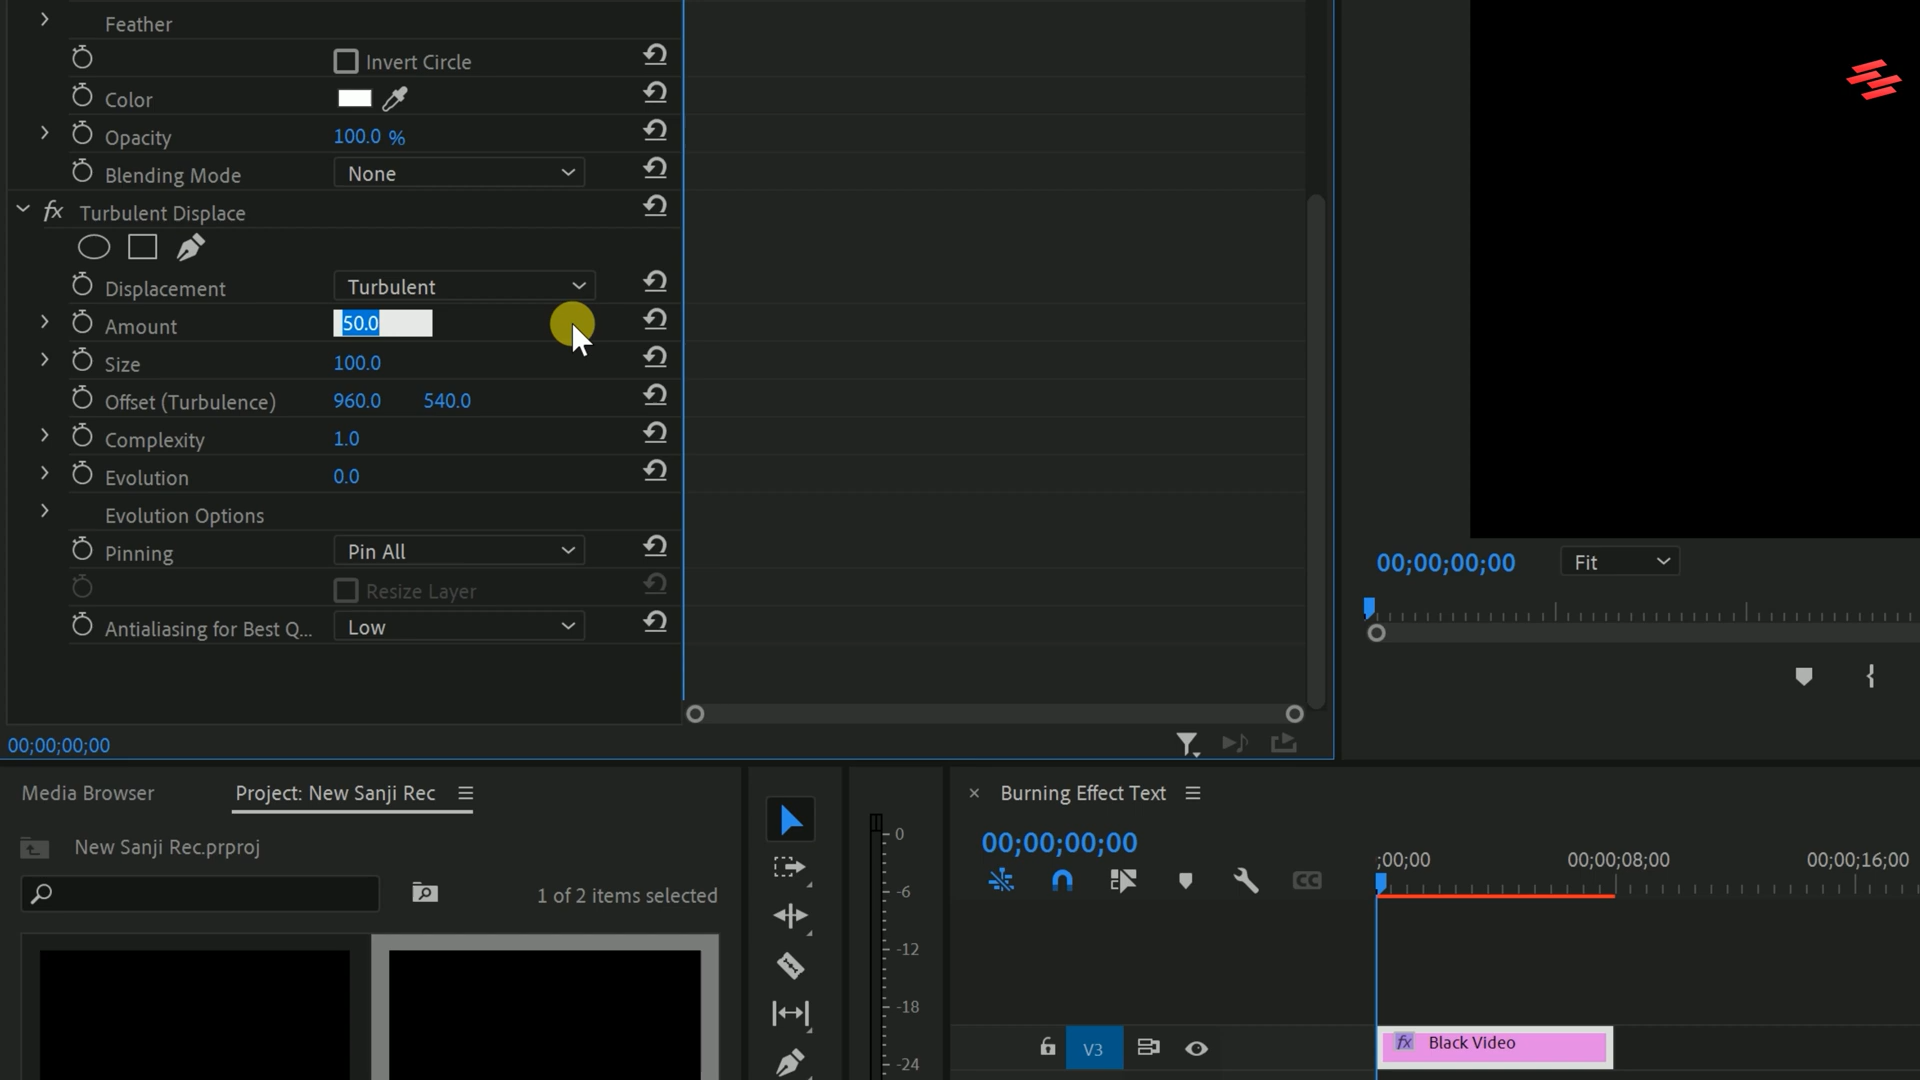 Feather
Invert Circle
Color
Opacity 100.0 %
Blending Mode None
fx Turbulent Displace
Displacement Turbulent
Amount 50.0
Size 100.0
Offset (Turbulence) 960.0 540.0
Complexity 1.0
Evolution 0.0
Evolution Options
Pinning Pin All
Resize Layer
Antialiasing for Best Q... Low
00;00;00;00
00;00;00;00 Fit
Media Browser Project: New Sanji Rec
New Sanji Rec.prproj
1 of 2 items selected
0
-6
-12
-18
-24
× Burning Effect Text
00;00;00;00
;00;00 00;00;08;00 00;00;16;00
CC
V3
fx Black Video